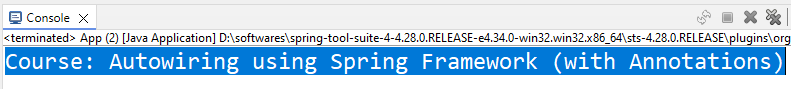 Console
<terminated> App (2) [Java Application] D:\softwares\spring-tool-suite-4-4.28.0.RELEASE-e4.34.0-win32.win32.x86_64\sts-4.28.0.RELEASE\plugins\org
Course: Autowiring using Spring Framework (with Annotations)